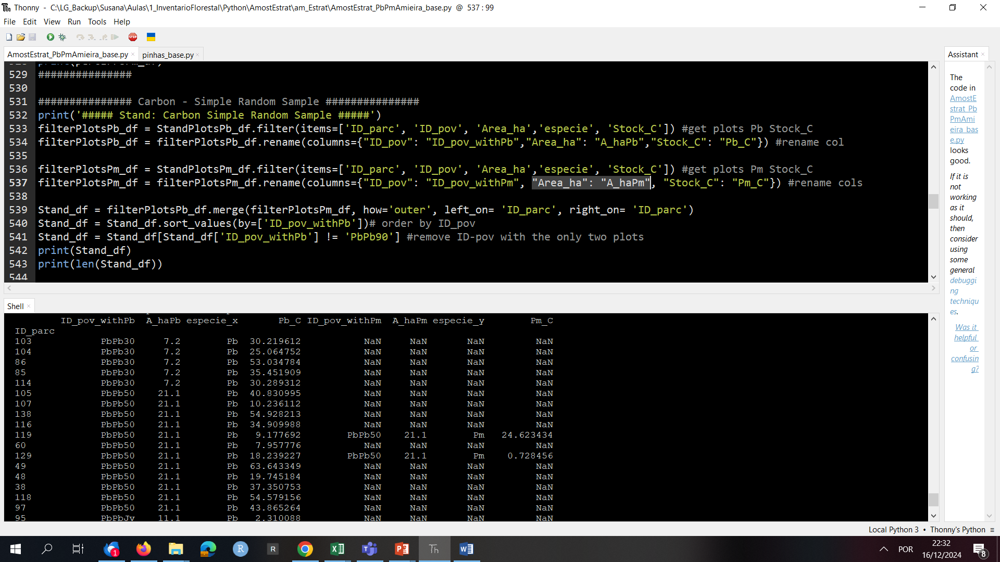 Thonny - C:\LG_Backup\Susana\Aulas\1_InventarioFlorestal\Python\AmostEstrat\am_Estrat\AmostEstrat_PbPmAmieira_base.py @ 537 : 99
File Edit View Run Tools Help
AmostEstrat_PbPmAmieira_base.py × pinhas_base.py ×
529 ###############
530
531 ############### Carbon - Simple Random Sample ###############
532 print('##### Stand: Carbon Simple Random Sample #####')
533 filterPlotsPb_df = StandPlotsPb_df.filter(items=['ID_parc', 'ID_pov', 'Area_ha','especie', 'Stock_C']) #get plots Pb Stock_C
534 filterPlotsPb_df = filterPlotsPb_df.rename(columns={"ID_pov": "ID_pov_withPb","Area_ha": "A_haPb","Stock_C": "Pb_C"}) #rename col
535
536 filterPlotsPm_df = StandPlotsPm_df.filter(items=['ID_parc', 'ID_pov', 'Area_ha','especie', 'Stock_C']) #get plots Pm Stock_C
537 filterPlotsPm_df = filterPlotsPm_df.rename(columns={"ID_pov": "ID_pov_withPm", "Area_ha": "A_haPm", "Stock_C": "Pm_C"}) #rename cols
538
539 Stand_df = filterPlotsPb_df.merge(filterPlotsPm_df, how='outer', left_on= 'ID_parc', right_on= 'ID_parc')
540 Stand_df = Stand_df.sort_values(by=['ID_pov_withPb'])# order by ID_pov
541 Stand_df = Stand_df[Stand_df['ID_pov_withPb'] != 'PbPb90'] #remove ID-pov with the only two plots
542 print(Stand_df)
543 print(len(Stand_df))
544
Shell ×
ID_pov_withPb A_haPb especie_x Pb_C ID_pov_withPm A_haPm especie_y Pm_C
ID_parc
103 PbPb30 7.2 Pb 30.219612 NaN NaN NaN NaN
104 PbPb30 7.2 Pb 25.064752 NaN NaN NaN NaN
86 PbPb30 7.2 Pb 53.034784 NaN NaN NaN NaN
85 PbPb30 7.2 Pb 35.451909 NaN NaN NaN NaN
114 PbPb30 7.2 Pb 30.289312 NaN NaN NaN NaN
105 PbPb50 21.1 Pb 40.830995 NaN NaN NaN NaN
107 PbPb50 21.1 Pb 10.236112 NaN NaN NaN NaN
138 PbPb50 21.1 Pb 54.928213 NaN NaN NaN NaN
116 PbPb50 21.1 Pb 34.909988 NaN NaN NaN NaN
119 PbPb50 21.1 Pb 9.177692 PbPb50 21.1 Pm 24.623434
60 PbPb50 21.1 Pb 7.957776 NaN NaN NaN NaN
129 PbPb50 21.1 Pb 18.239227 PbPb50 21.1 Pm 0.728456
49 PbPb50 21.1 Pb 63.643349 NaN NaN NaN NaN
48 PbPb50 21.1 Pb 19.745184 NaN NaN NaN NaN
38 PbPb50 21.1 Pb 37.350753 NaN NaN NaN NaN
118 PbPb50 21.1 Pb 54.579156 NaN NaN NaN NaN
97 PbPb50 21.1 Pb 43.865264 NaN NaN NaN NaN
95 PbPbJv 11.1 Pb 2.310088 NaN NaN NaN NaN
Assistant ×
The
code in
AmostE
strat_Pb
PmAmi
eira_bas
e.py
looks
good.
If it is
not
working
as it
should,
then
consider
using
some
general
debuggi
ng
techniqu
es.
Was it
helpful
or
confusin
g?
Local Python 3 • Thonny's Python ≡
STOP
1
R
R
Th
POR
22:32
16/12/2024
8